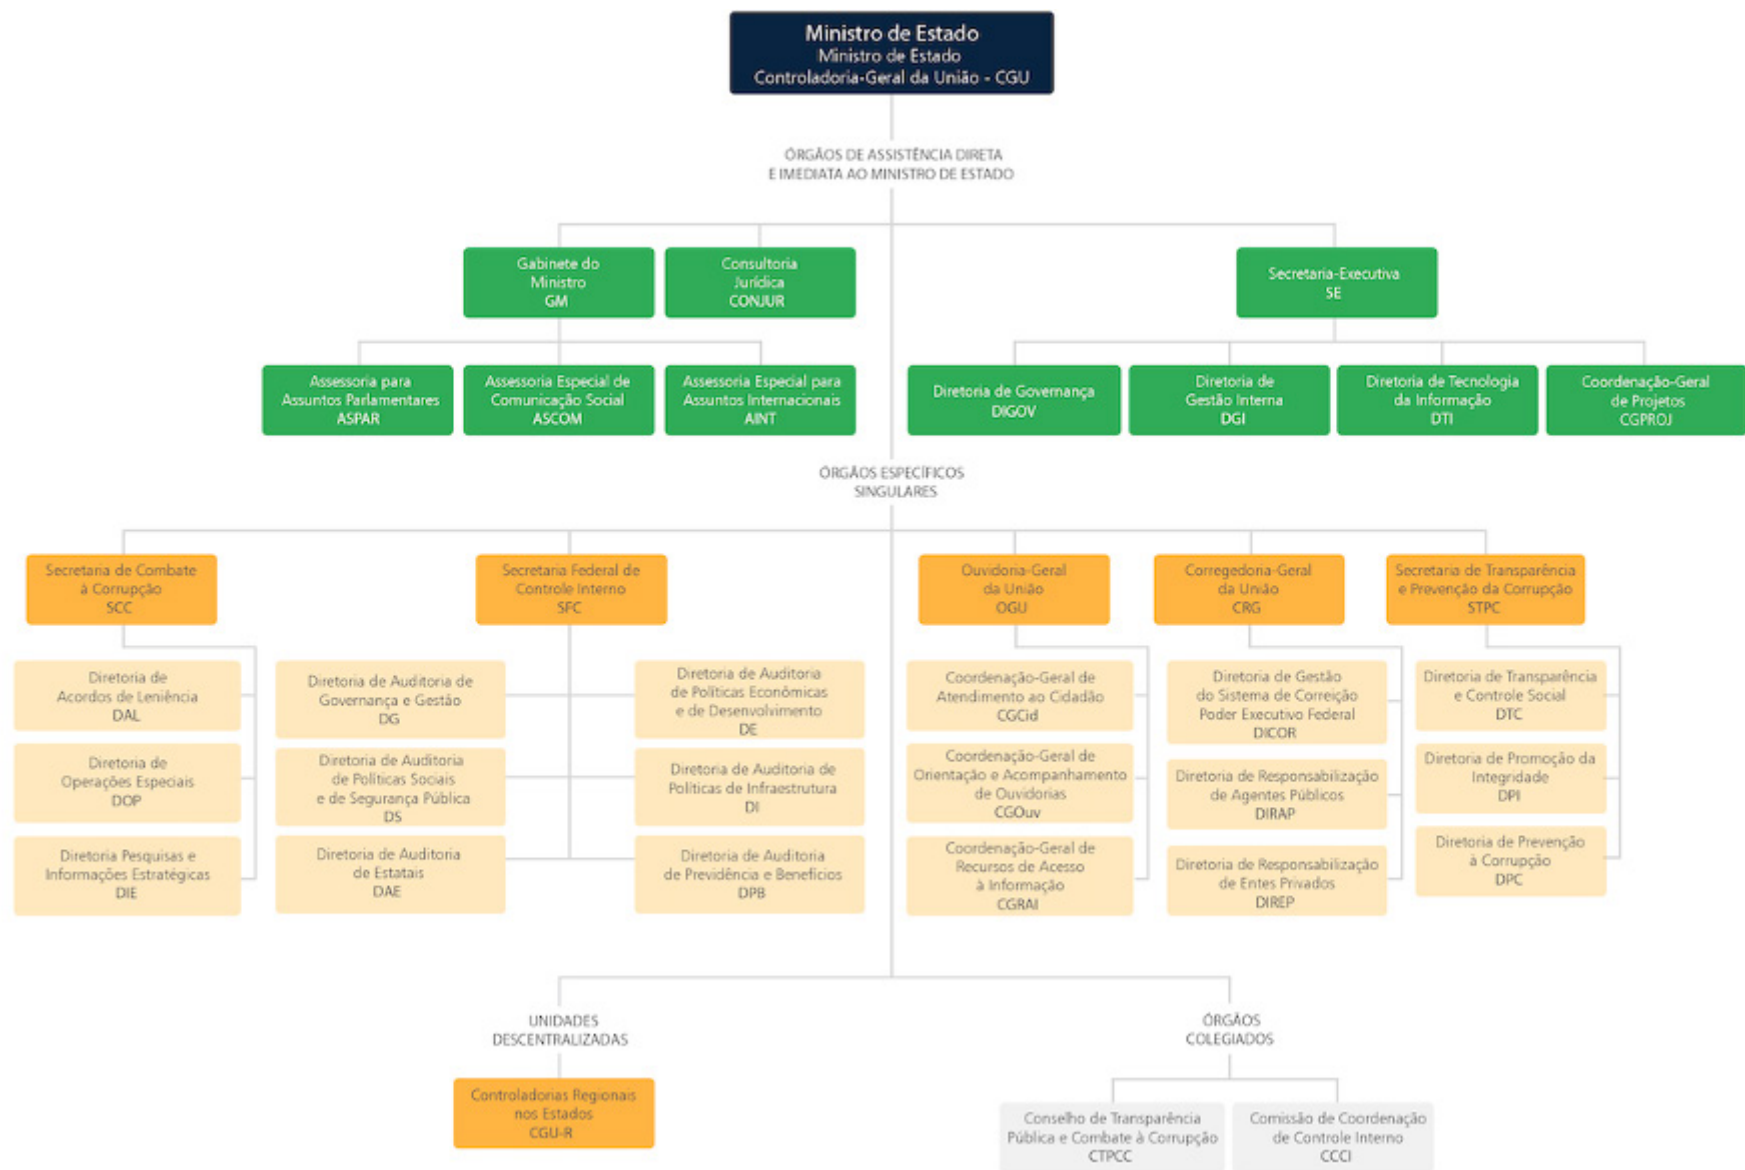 Ministro de Estado
Ministro de Estado
Controladoria-Geral da União - CGU
ÓRGÃOS DE ASSISTÊNCIA DIRETA
E IMEDIATA AO MINISTRO DE ESTADO
Gabinete do
Ministro
GM
Consultoria
Jurídica
CONJUR
Secretaria-Executiva
SE
Assessoria para
Assuntos Parlamentares
ASPAR
Assessoria Especial de
Comunicação Social
ASCOM
Assessoria Especial para
Assuntos Internacionais
AINT
Diretoria de Governança
DIGOV
Diretoria de
Gestão Interna
DGI
Diretoria de Tecnologia
da Informação
DTI
Coordenação-Geral
de Projetos
CGPROJ
ÓRGÃOS ESPECÍFICOS
SINGULARES
Secretaria de Combate
à Corrupção
SCC
Secretaria Federal de
Controle Interno
SFC
Ouvidoria-Geral
da União
OGU
Corregedoria-Geral
da União
CRG
Secretaria de Transparência
e Prevenção da Corrupção
STPC
Diretoria de
Acordos de Leniência
DAL
Diretoria de
Operações Especiais
DOP
Diretoria Pesquisas e
Informações Estratégicas
DIE
Diretoria de Auditoria de
Governança e Gestão
DG
Diretoria de Auditoria
de Políticas Sociais
e de Segurança Pública
DS
Diretoria de Auditoria
de Estatais
DAE
Diretoria de Auditoria
de Políticas Econômicas
e de Desenvolvimento
DE
Diretoria de Auditoria de
Políticas de Infraestrutura
DI
Diretoria de Auditoria
de Previdência e Benefícios
DPB
Coordenação-Geral de
Atendimento ao Cidadão
CGCid
Coordenação-Geral de
Orientação e Acompanhamento
de Ouvidorias
CGOuv
Coordenação-Geral de
Recursos de Acesso
à Informação
CGRAI
Diretoria de Gestão
do Sistema de Correição
Poder Executivo Federal
DICOR
Diretoria de Responsabilização
de Agentes Públicos
DIRAP
Diretoria de Responsabilização
de Entes Privados
DIREP
Diretoria de Transparência
e Controle Social
DTC
Diretoria de Promoção da
Integridade
DPI
Diretoria de Prevenção
à Corrupção
DPC
UNIDADES
DESCENTRALIZADAS
Controladorias Regionais
nos Estados
CGU-R
ÓRGÃOS
COLEGIADOS
Conselho de Transparência
Pública e Combate à Corrupção
CTPCC
Comissão de Coordenação
de Controle Interno
CCCI